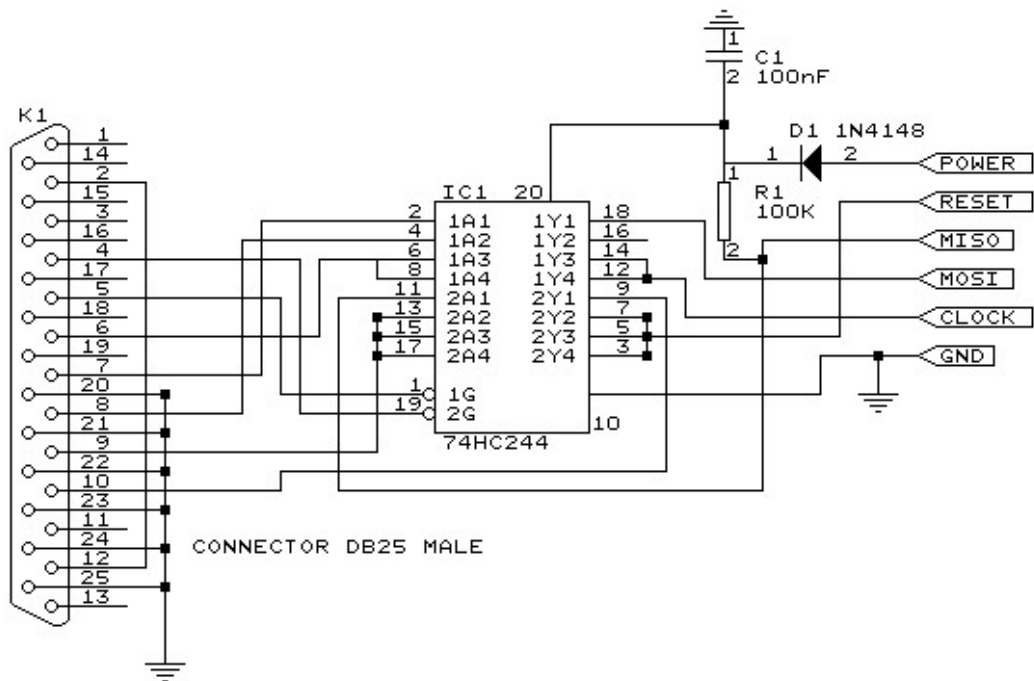 1
C1
2 100nF
K1
D1 1N4148
1 2
POWER
1
R1
100K
2
RESET
MISO
MOSI
CLOCK
GND
1
14
2
15
3
16
4
17
5
18
6
19
7
20
8
21
9
22
10
23
11
24
12
25
13
IC1 20
2 1A1 1Y1 18
4 1A2 1Y2 16
6 1A3 1Y3 14
8 1A4 1Y4 12
11 2A1 2Y1 9
13 2A2 2Y2 7
15 2A3 2Y3 5
17 2A4 2Y4 3
1 1G
19 2G
10
74HC244
CONNECTOR DB25 MALE